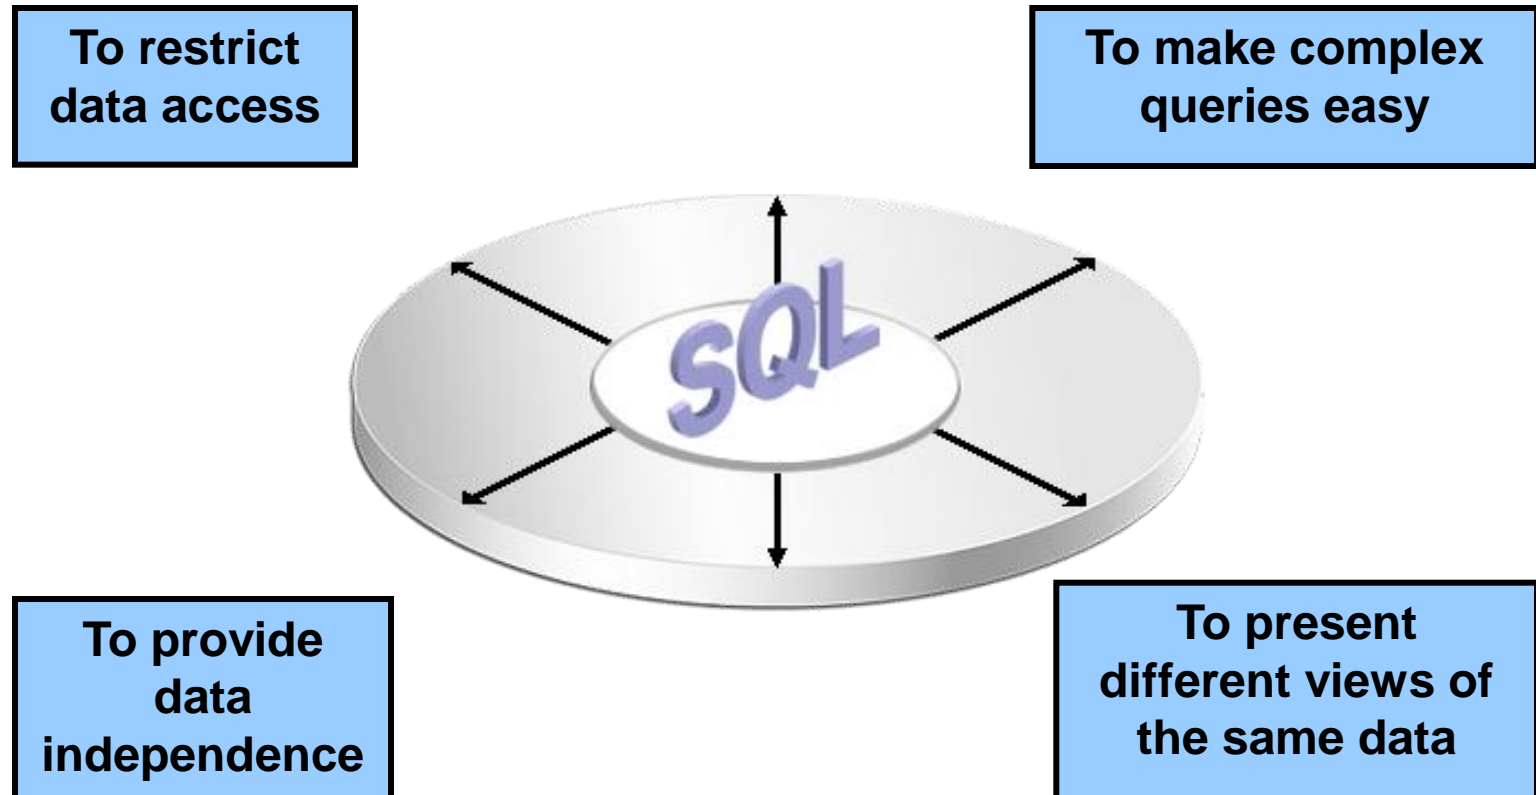 To restrict
data access
To make complex
queries easy
SQL
To provide
data
independence
To present
different views of
the same data